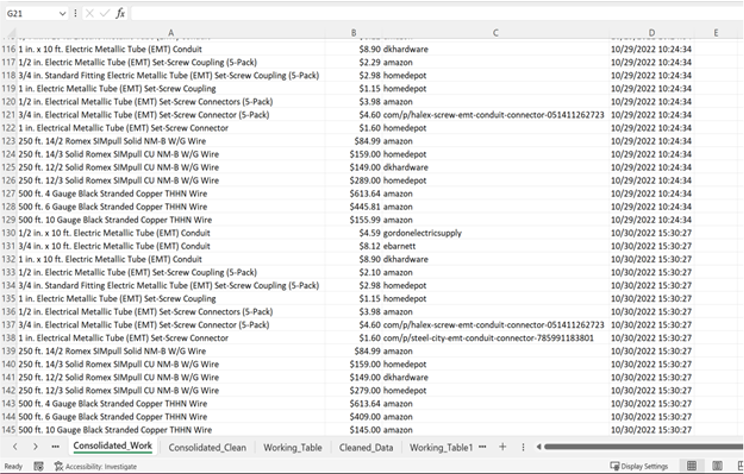 G21 fx
A B C D E
116 1 in. x 10 ft. Electric Metallic Tube (EMT) Conduit $8.90 dkhardware 10/29/2022 10:24:34
117 1/2 in. Electric Metallic Tube (EMT) Set-Screw Coupling (5-Pack) $2.29 amazon 10/29/2022 10:24:34
118 3/4 in. Standard Fitting Electric Metallic Tube (EMT) Set-Screw Coupling (5-Pack) $2.98 homedepot 10/29/2022 10:24:34
119 1 in. Electric Metallic Tube (EMT) Set-Screw Coupling $1.15 homedepot 10/29/2022 10:24:34
120 1/2 in. Electrical Metallic Tube (EMT) Set-Screw Connectors (5-Pack) $3.98 amazon 10/29/2022 10:24:34
121 3/4 in. Electrical Metallic Tube (EMT) Set-Screw Connector (5-Pack) $4.60 com/p/halex-screw-emt-conduit-connector-051411262723 10/29/2022 10:24:34
122 1 in. Electrical Metallic Tube (EMT) Set-Screw Connector $1.60 homedepot 10/29/2022 10:24:34
123 250 ft. 14/2 Romex SIMpull Solid NM-B W/G Wire $84.99 amazon 10/29/2022 10:24:34
124 250 ft. 14/3 Solid Romex SIMpull CU NM-B W/G Wire $159.00 homedepot 10/29/2022 10:24:34
125 250 ft. 12/2 Solid Romex SIMpull CU NM-B W/G Wire $149.00 dkhardware 10/29/2022 10:24:34
126 250 ft. 12/3 Solid Romex SIMpull CU NM-B W/G Wire $289.00 homedepot 10/29/2022 10:24:34
127 500 ft. 4 Gauge Black Stranded Copper THHN Wire $613.64 amazon 10/29/2022 10:24:34
128 500 ft. 6 Gauge Black Stranded Copper THHN Wire $445.81 amazon 10/29/2022 10:24:34
129 500 ft. 10 Gauge Black Stranded Copper THHN Wire $155.99 amazon 10/29/2022 10:24:34
130 1/2 in. x 10 ft. Electric Metallic Tube (EMT) Conduit $4.59 gordonelectricsupply 10/30/2022 15:30:27
131 3/4 in. x 10 ft. Electric Metallic Tube (EMT) Conduit $8.12 ebarnett 10/30/2022 15:30:27
132 1 in. x 10 ft. Electric Metallic Tube (EMT) Conduit $8.90 dkhardware 10/30/2022 15:30:27
133 1/2 in. Electric Metallic Tube (EMT) Set-Screw Coupling (5-Pack) $2.10 amazon 10/30/2022 15:30:27
134 3/4 in. Standard Fitting Electric Metallic Tube (EMT) Set-Screw Coupling (5-Pack) $2.98 homedepot 10/30/2022 15:30:27
135 1 in. Electric Metallic Tube (EMT) Set-Screw Coupling $1.15 homedepot 10/30/2022 15:30:27
136 1/2 in. Electrical Metallic Tube (EMT) Set-Screw Connectors (5-Pack) $3.98 amazon 10/30/2022 15:30:27
137 3/4 in. Electrical Metallic Tube (EMT) Set-Screw Connector (5-Pack) $4.60 com/p/halex-screw-emt-conduit-connector-051411262723 10/30/2022 15:30:27
138 1 in. Electrical Metallic Tube (EMT) Set-Screw Connector $1.60 com/p/steel-city-emt-conduit-connector-785991183801 10/30/2022 15:30:27
139 250 ft. 14/2 Romex SIMpull Solid NM-B W/G Wire $84.99 amazon 10/30/2022 15:30:27
140 250 ft. 14/3 Solid Romex SIMpull CU NM-B W/G Wire $159.00 homedepot 10/30/2022 15:30:27
141 250 ft. 12/2 Solid Romex SIMpull CU NM-B W/G Wire $149.00 dkhardware 10/30/2022 15:30:27
142 250 ft. 12/3 Solid Romex SIMpull CU NM-B W/G Wire $279.00 homedepot 10/30/2022 15:30:27
143 500 ft. 4 Gauge Black Stranded Copper THHN Wire $613.64 amazon 10/30/2022 15:30:27
144 500 ft. 6 Gauge Black Stranded Copper THHN Wire $409.00 amazon 10/30/2022 15:30:27
145 500 ft. 10 Gauge Black Stranded Copper THHN Wire $145.00 amazon 10/30/2022 15:30:27
Consolidated_Work Consolidated_Clean Working_Table Cleaned_Data Working_Table1
Ready Accessibility: Investigate Display Settings